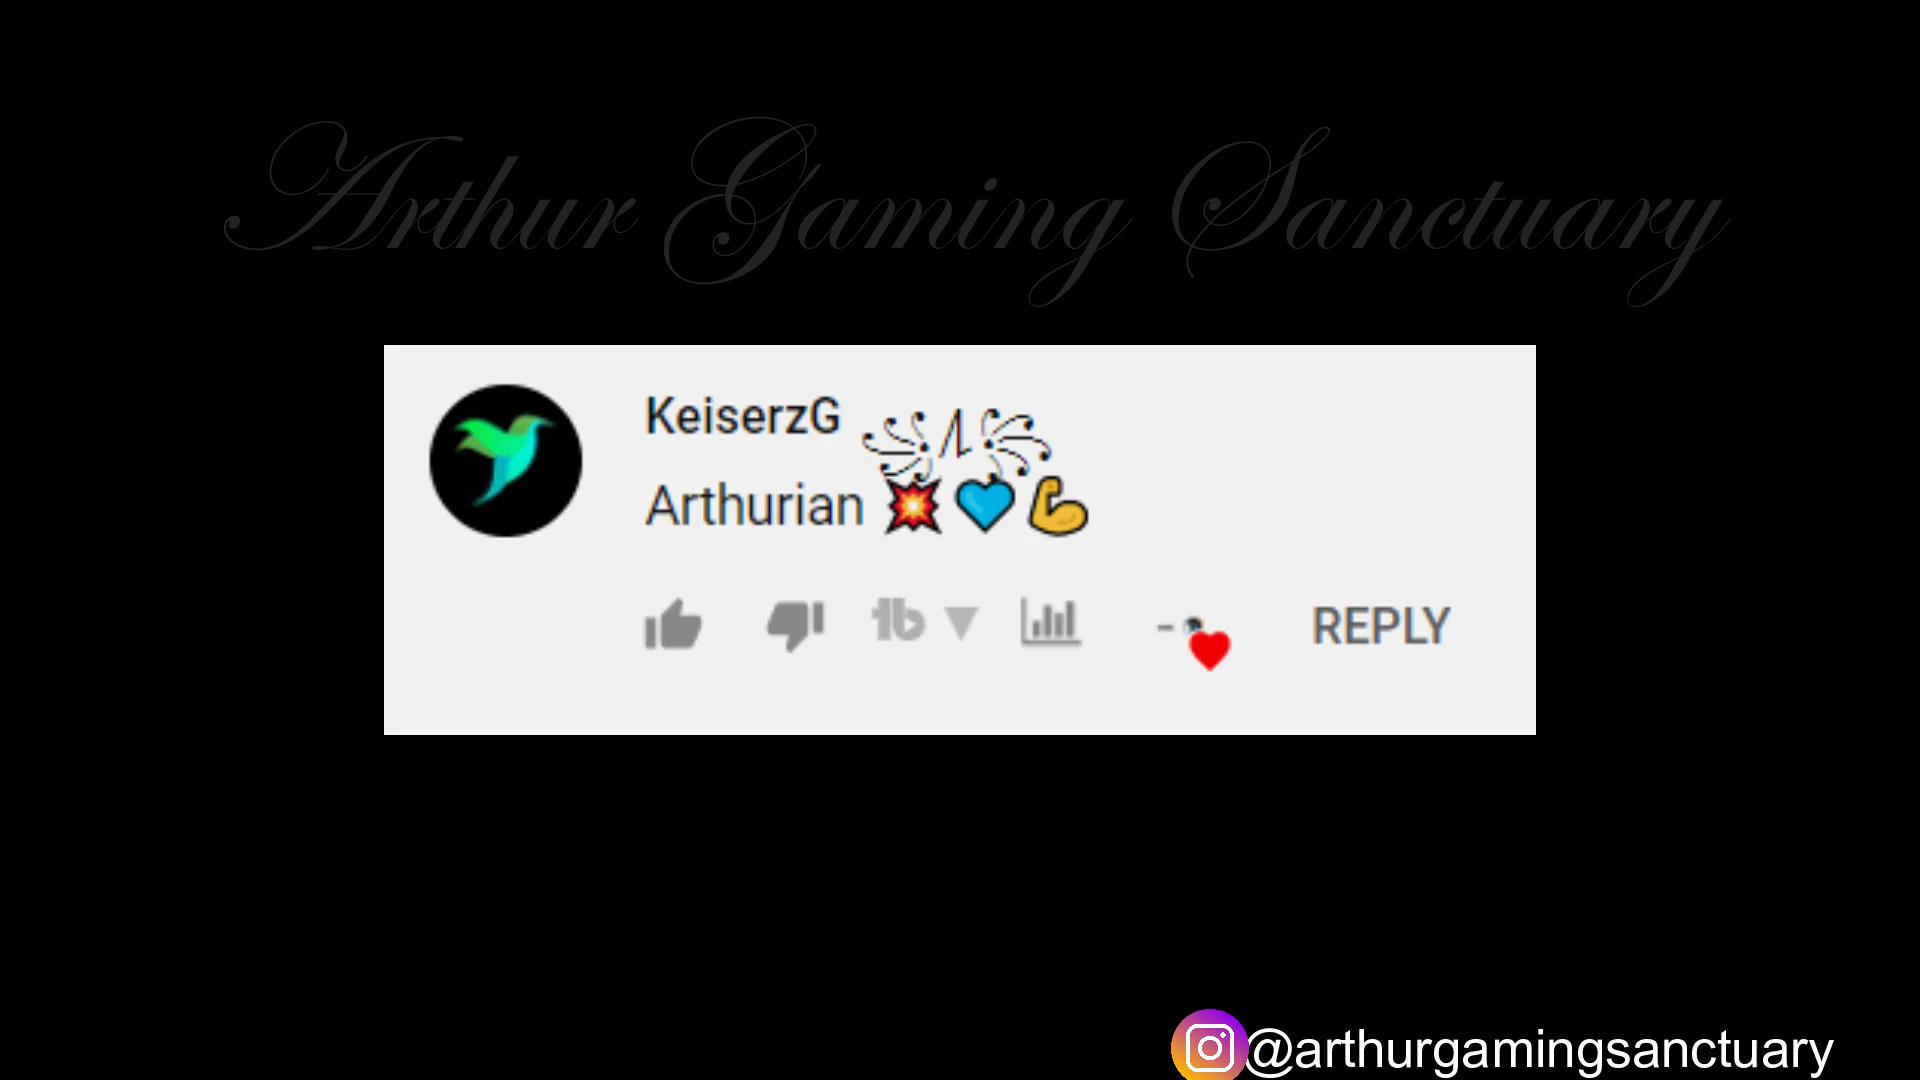 Arthur Gaming Sanctuary
KeiserzG
Arthurian 💥💙💪
REPLY
@arthurgamingsanctuary